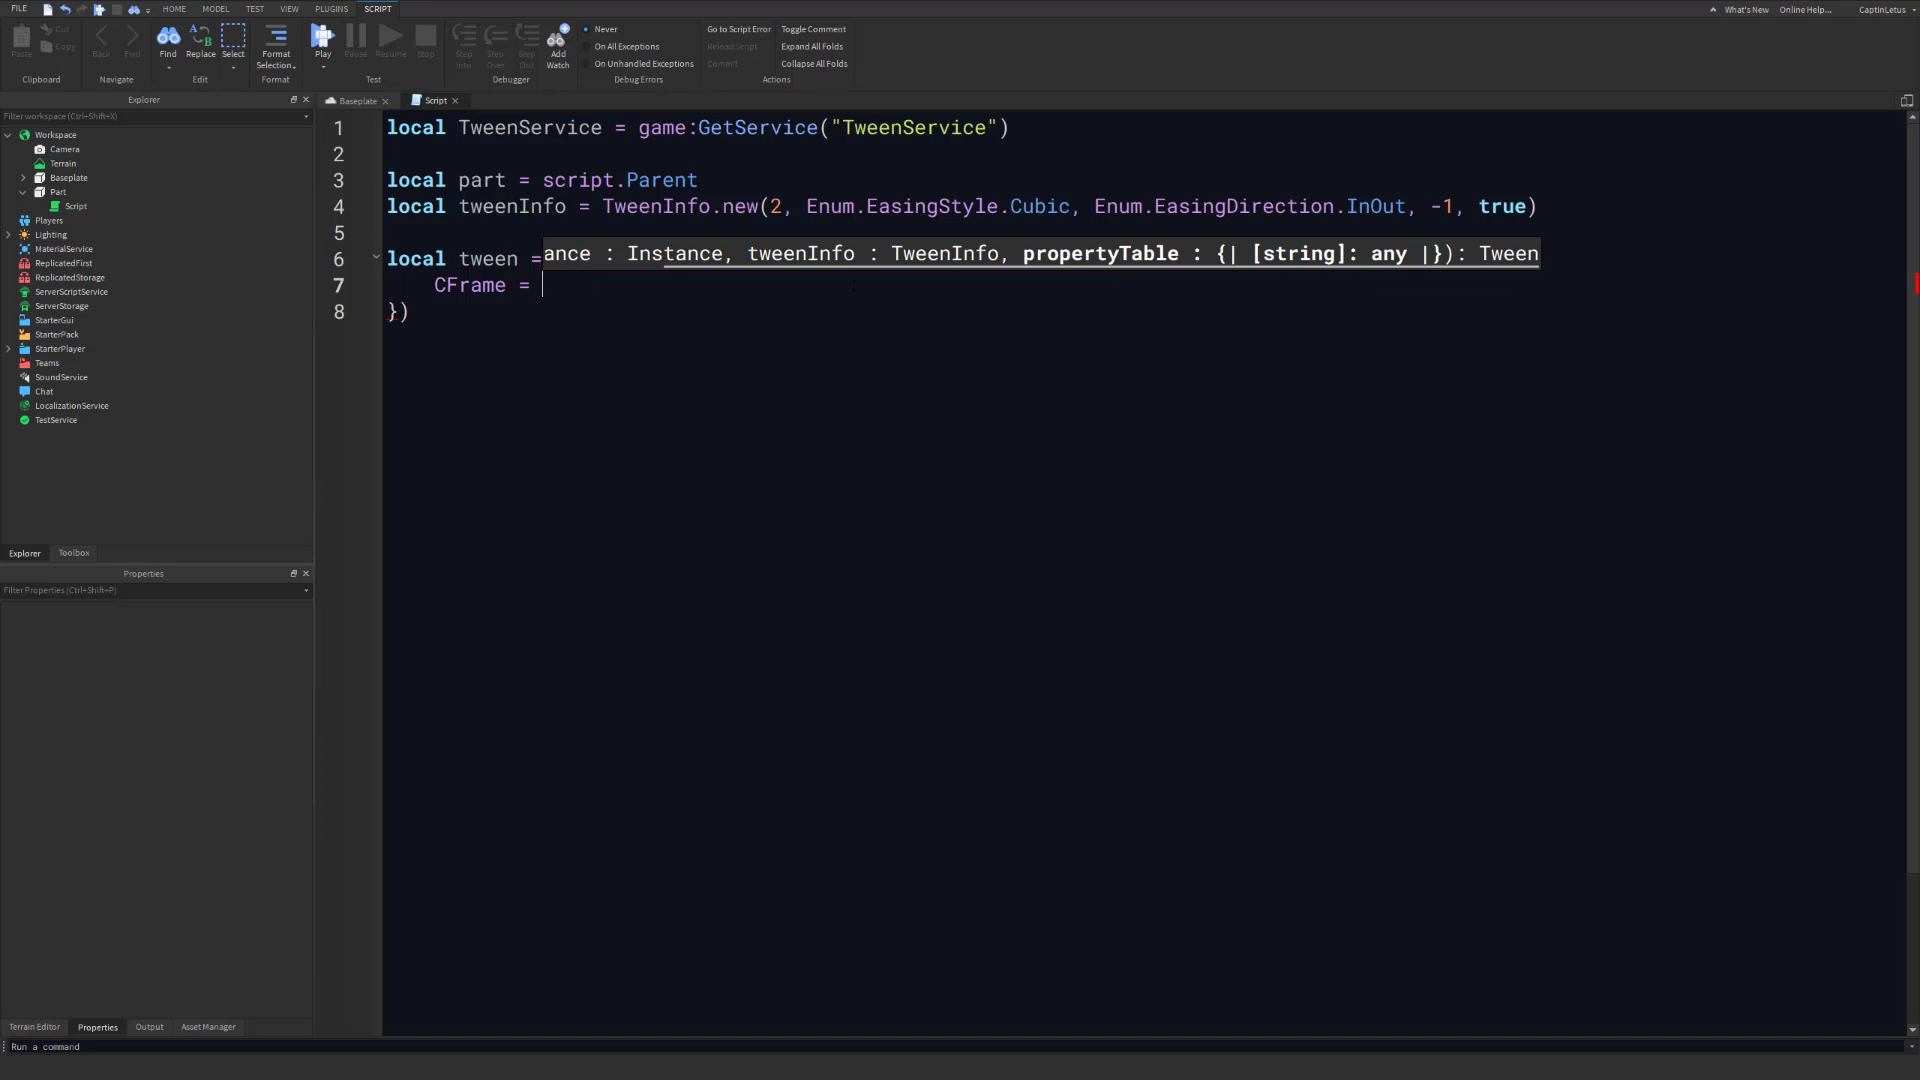 FILE HOME MODEL TEST VIEW PLUGINS SCRIPT What's New Online Help... CaptinLetus
Paste Cut Copy Back Fwd Find Replace Select Format Selection... Play Pause Resume Stop Step Into Step Over Step Out Add Watch
Never Go to Script Error Toggle Comment
On All Exceptions Reload Script Expand All Folds
On Unhandled Exceptions Commit Collapse All Folds
Clipboard Navigate Edit Format Test Debugger Debug Errors Actions
Explorer
Filter workspace (Ctrl+Shift+X)
Workspace
Camera
Terrain
Baseplate
Part
Script
Players
Lighting
MaterialService
ReplicatedFirst
ReplicatedStorage
ServerScriptService
ServerStorage
StarterGui
StarterPack
StarterPlayer
Teams
SoundService
Chat
LocalizationService
TestService
Explorer Toolbox
Properties
Filter Properties (Ctrl+Shift+P)
Terrain Editor Properties Output Asset Manager
Run a command
Baseplate Script
1 local TweenService = game:GetService("TweenService")
2
3 local part = script.Parent
4 local tweenInfo = TweenInfo.new(2, Enum.EasingStyle.Cubic, Enum.EasingDirection.InOut, -1, true)
5
6 local tween =
ance : Instance, tweenInfo : TweenInfo, propertyTable : {| [string]: any |}): Tween
7 CFrame =
8 })